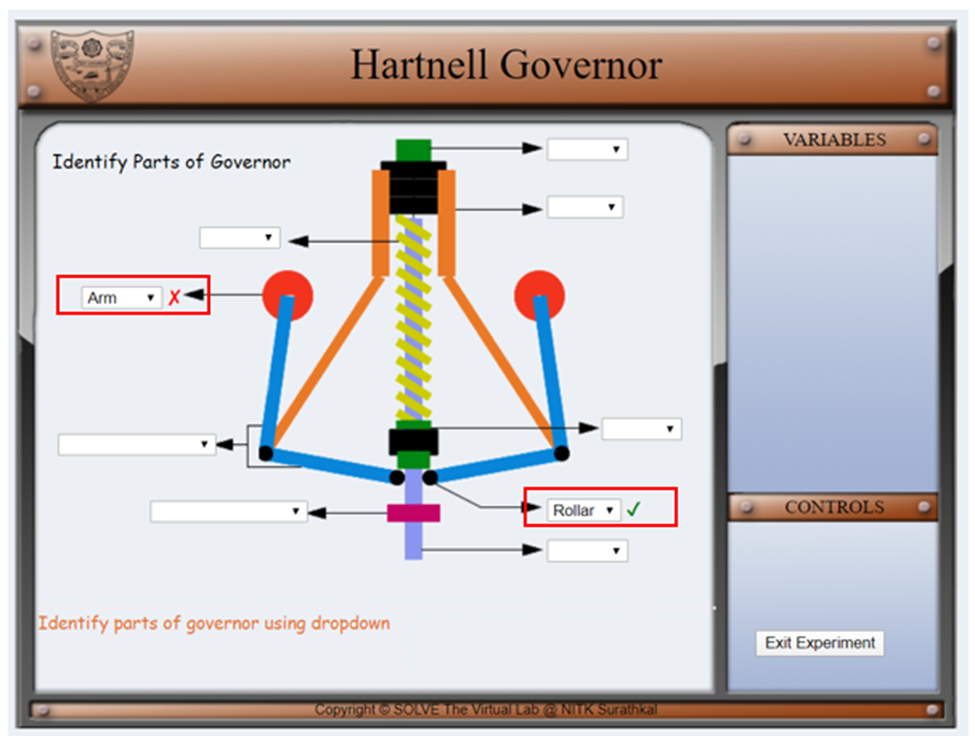 Hartnell Governor
Identify Parts of Governor
VARIABLES
Arm ✗
Rollar ✓
CONTROLS
Identify parts of governor using dropdown
Exit Experiment
Copyright © SOLVE The Virtual Lab @ NITK Surathkal